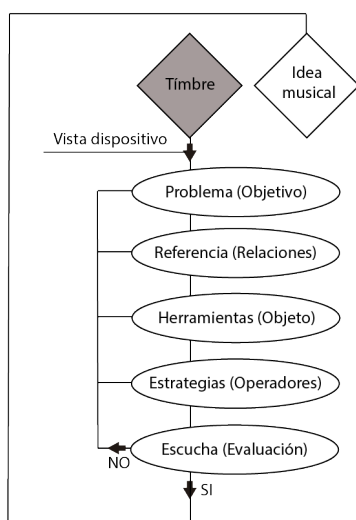 Tímbre
Idea
musical
Vista dispositivo
Problema (Objetivo)
Referencia (Relaciones)
Herramientas (Objeto)
Estrategias (Operadores)
Escucha (Evaluación)
NO
SI